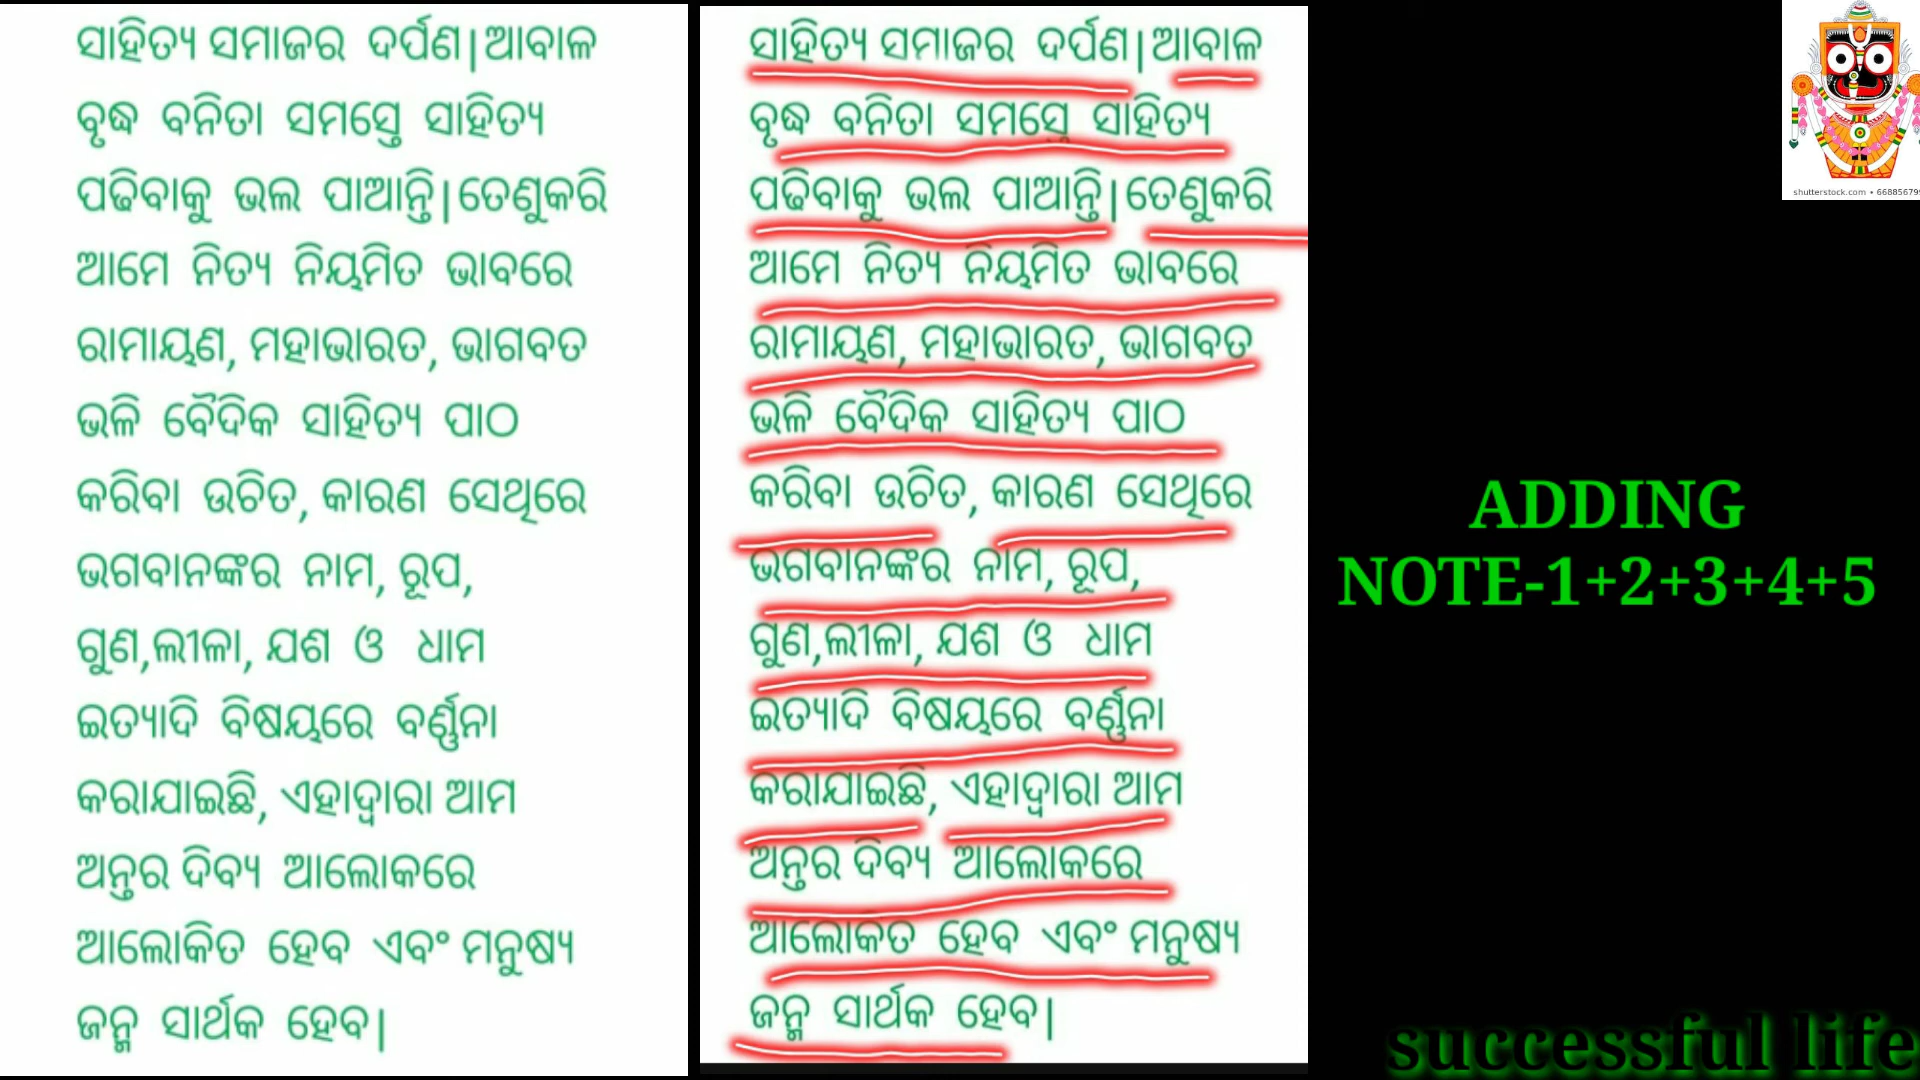 ସାହିତ୍ୟ ସମାଜର ଦର୍ପଣ|ଆବାଳ
ବୃଦ୍ଧ ବନିତା ସମସ୍ତେ ସାହିତ୍ୟ
ପଢିବାକୁ ଭଲ ପାଆନ୍ତି|ତେଣୁକରି
ଆମେ ନିତ୍ୟ ନିୟମିତ ଭାବରେ
ରାମାୟଣ, ମହାଭାରତ, ଭାଗବତ
ଭଳି ବୈଦିକ ସାହିତ୍ୟ ପାଠ
କରିବା ଉଚିତ, କାରଣ ସେଥିରେ
ଭଗବାନଙ୍କର ନାମ, ରୂପ,
ଗୁଣ,ଲୀଳା, ଯଶ ଓ ଧାମ
ଇତ୍ୟାଦି ବିଷୟରେ ବର୍ଣ୍ଣନା
କରାଯାଇଛି, ଏହାଦ୍ୱାରା ଆମ
ଅନ୍ତର ଦିବ୍ୟ ଆଲୋକରେ
ଆଲୋକିତ ହେବ ଏବଂ ମନୁଷ୍ୟ
ଜନ୍ମ ସାର୍ଥକ ହେବ|
ସାହିତ୍ୟ ସମାଜର ଦର୍ପଣ|ଆବାଳ
ବୃଦ୍ଧ ବନିତା ସମସ୍ତେ ସାହିତ୍ୟ
ପଢିବାକୁ ଭଲ ପାଆନ୍ତି|ତେଣୁକରି
ଆମେ ନିତ୍ୟ ନିୟମିତ ଭାବରେ
ରାମାୟଣ, ମହାଭାରତ, ଭାଗବତ
ଭଳି ବୈଦିକ ସାହିତ୍ୟ ପାଠ
କରିବା ଉଚିତ, କାରଣ ସେଥିରେ
ଭଗବାନଙ୍କର ନାମ, ରୂପ,
ଗୁଣ,ଲୀଳା, ଯଶ ଓ ଧାମ
ଇତ୍ୟାଦି ବିଷୟରେ ବର୍ଣ୍ଣନା
କରାଯାଇଛି, ଏହାଦ୍ୱାରା ଆମ
ଅନ୍ତର ଦିବ୍ୟ ଆଲୋକରେ
ଆଲୋକିତ ହେବ ଏବଂ ମନୁଷ୍ୟ
ଜନ୍ମ ସାର୍ଥକ ହେବ|
shutterstock.com • 66885679
ADDING
NOTE-1+2+3+4+5
successful life